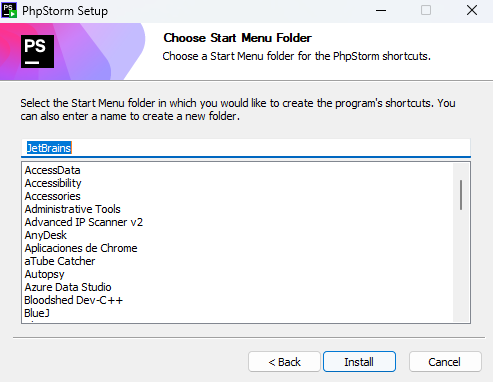 PhpStorm Setup
PS
Choose Start Menu Folder
Choose a Start Menu folder for the PhpStorm shortcuts.
Select the Start Menu folder in which you would like to create the program's shortcuts. You
can also enter a name to create a new folder.
JetBrains
AccessData
Accessibility
Accessories
Administrative Tools
Advanced IP Scanner v2
AnyDesk
Aplicaciones de Chrome
aTube Catcher
Autopsy
Azure Data Studio
Bloodshed Dev-C++
BlueJ
< Back
Install
Cancel